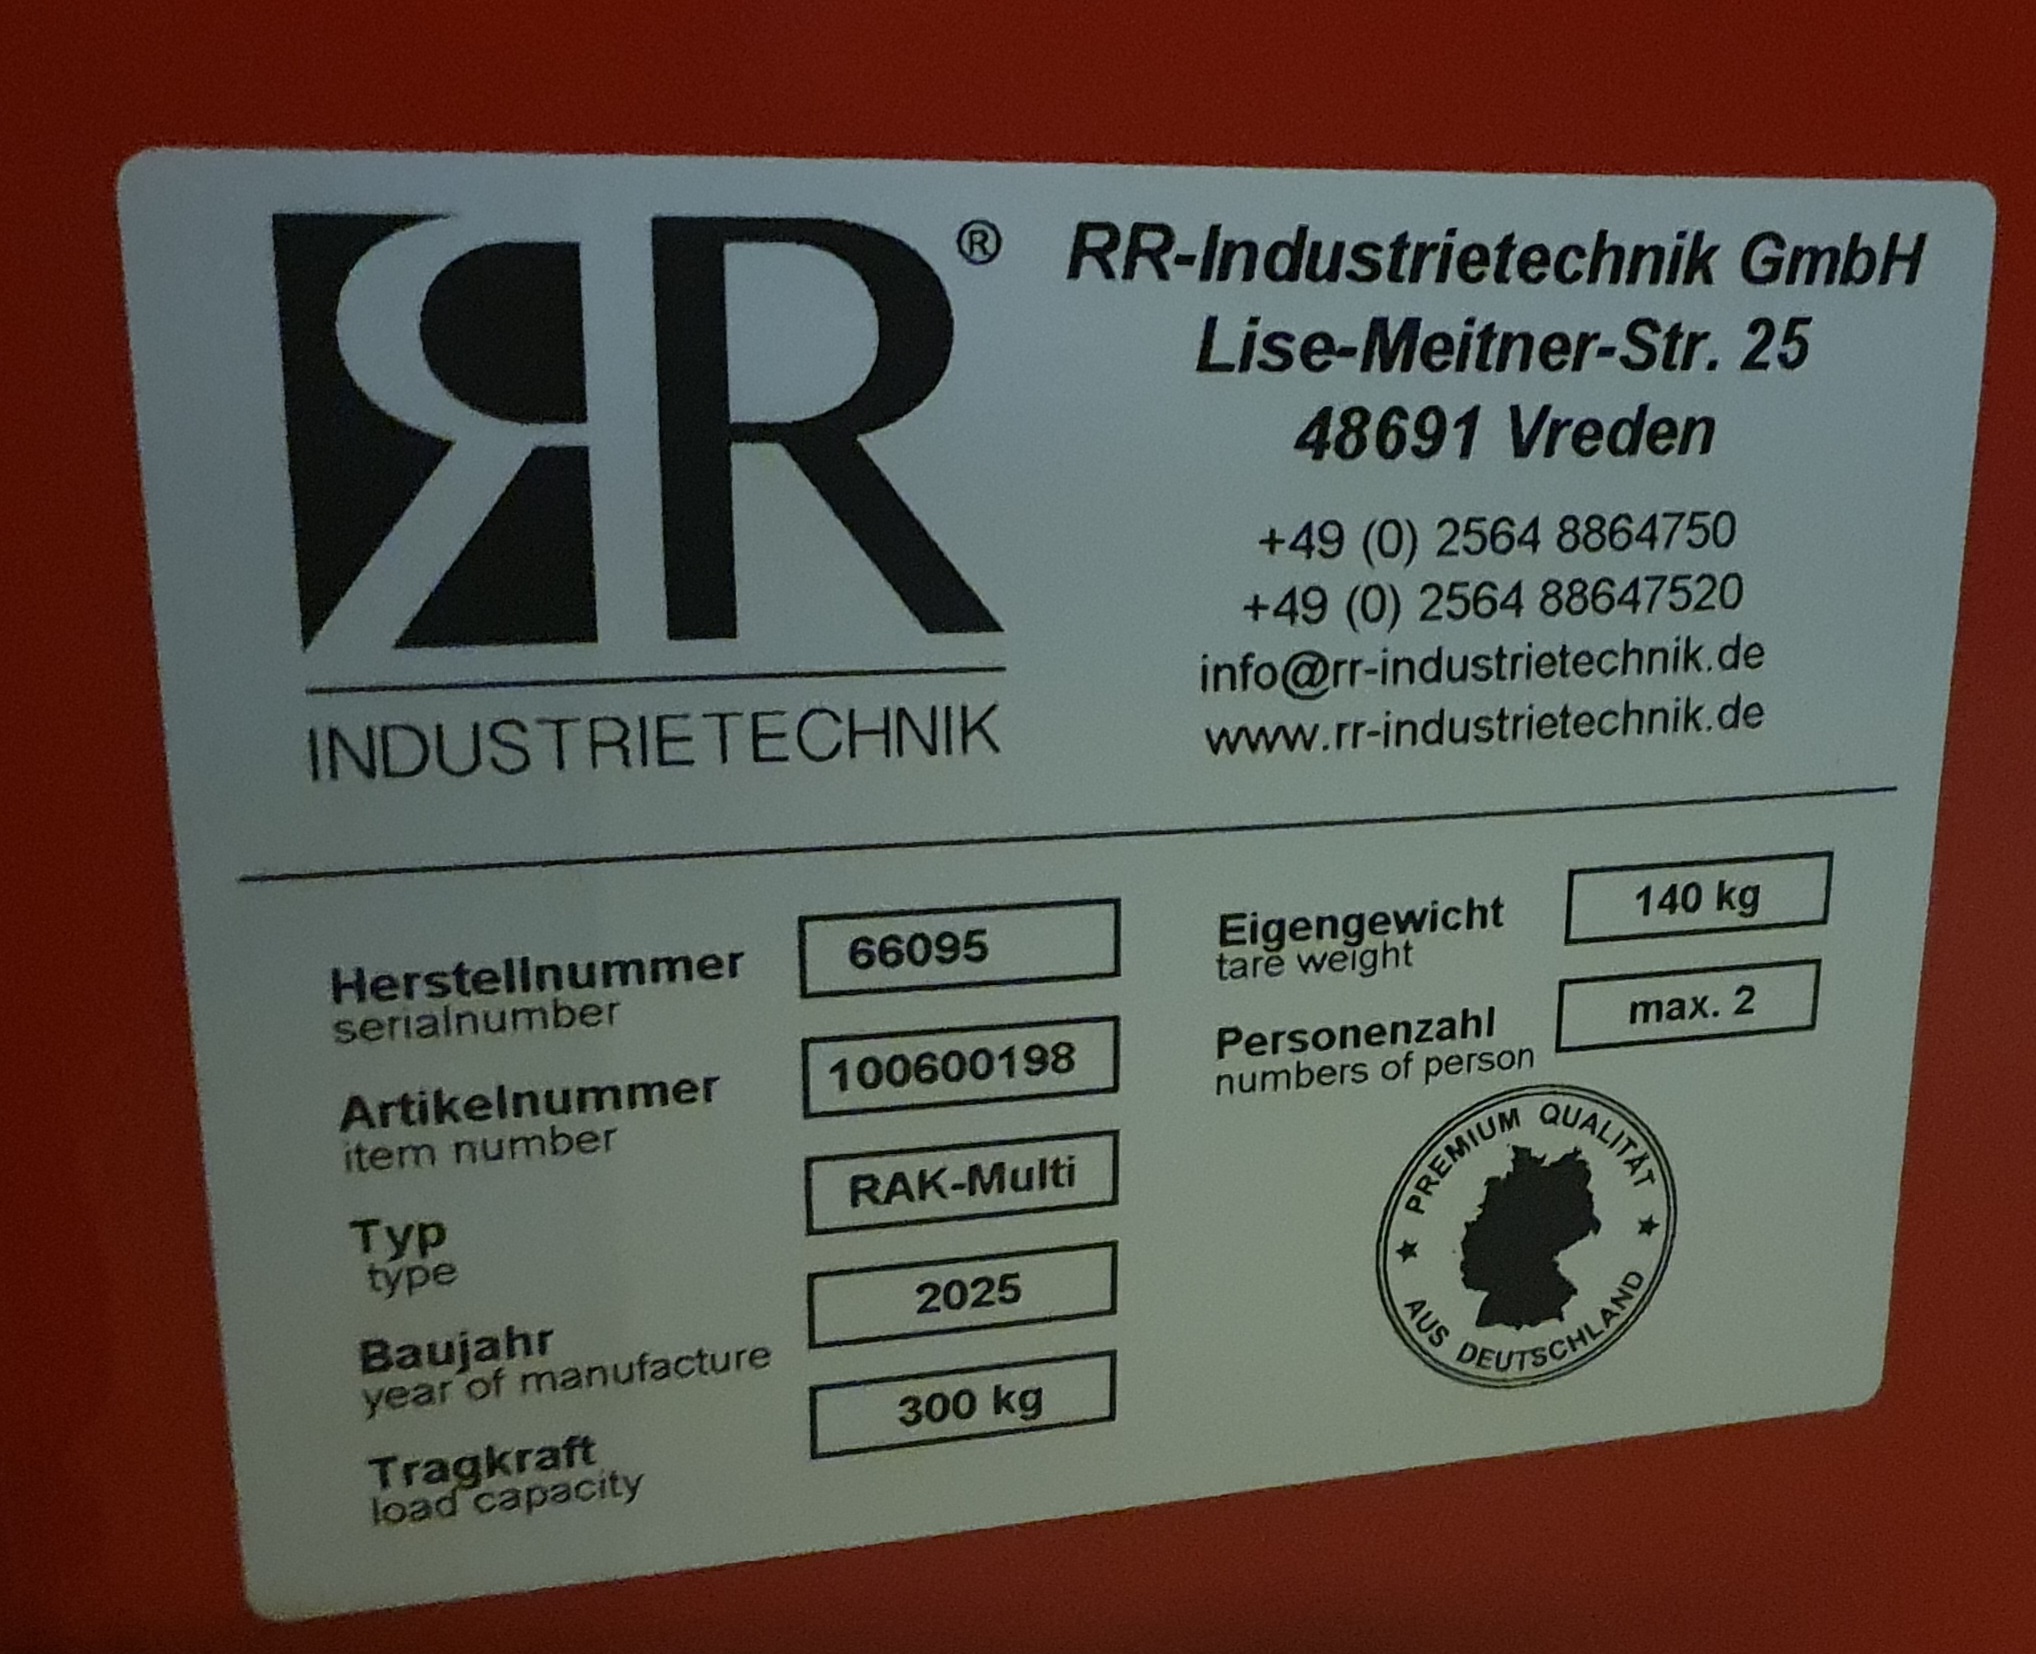 RR®
INDUSTRIETECHNIK
RR-Industrietechnik GmbH
Lise-Meitner-Str. 25
48691 Vreden
+49 (0) 2564 8864750
+49 (0) 2564 88647520
info@rr-industrietechnik.de
www.rr-industrietechnik.de
Herstellnummer 66095
serialnumber
Artikelnummer 100600198
item number
Typ RAK-Multi
type
Baujahr 2025
year of manufacture
Tragkraft 300 kg
load capacity
Eigengewicht 140 kg
tare weight
Personenzahl max. 2
numbers of person
PREMIUM QUALITÄT
AUS DEUTSCHLAND